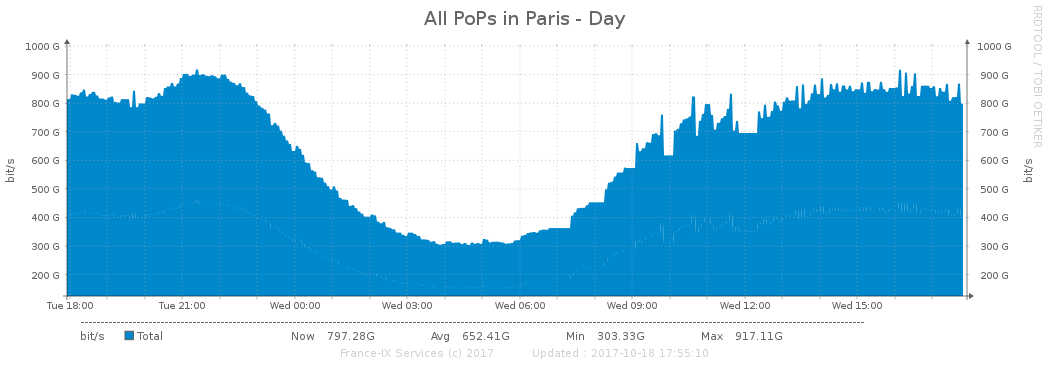 All PoPs in Paris - Day
RRDTOOL / TOBI OETIKER
bit/s
bit/s
1000 G 1000 G
900 G 900 G
800 G 800 G
700 G 700 G
600 G 600 G
500 G 500 G
400 G 400 G
300 G 300 G
200 G 200 G
Tue 18:00 Tue 21:00 Wed 00:00 Wed 03:00 Wed 06:00 Wed 09:00 Wed 12:00 Wed 15:00
bit/s Total Now 797.28G Avg 652.41G Min 303.33G Max 917.11G
France-IX Services (c) 2017 Updated : 2017-10-18 17:55:10